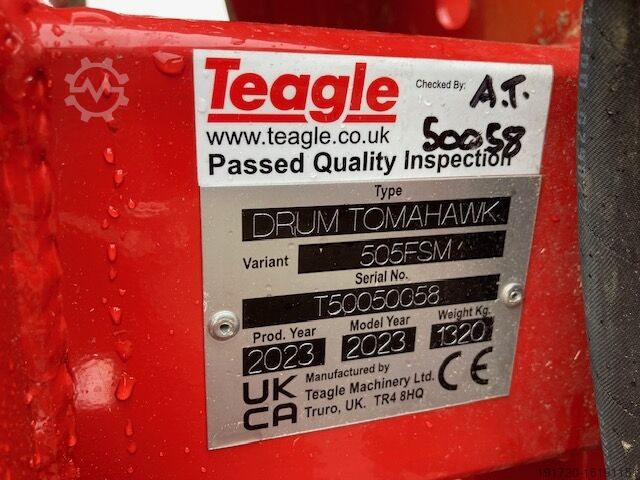 Teagle
Checked By: A.T.
www.teagle.co.uk
50058
Passed Quality Inspection
Type
DRUM TOMAHAWK
Variant 505FSM
Serial No.
T50050058
Prod. Year Model Year Weight Kg.
2023 2023 1320
UK CA
Manufactured by
Teagle Machinery Ltd.
Truro, UK. TR4 8HQ
CE